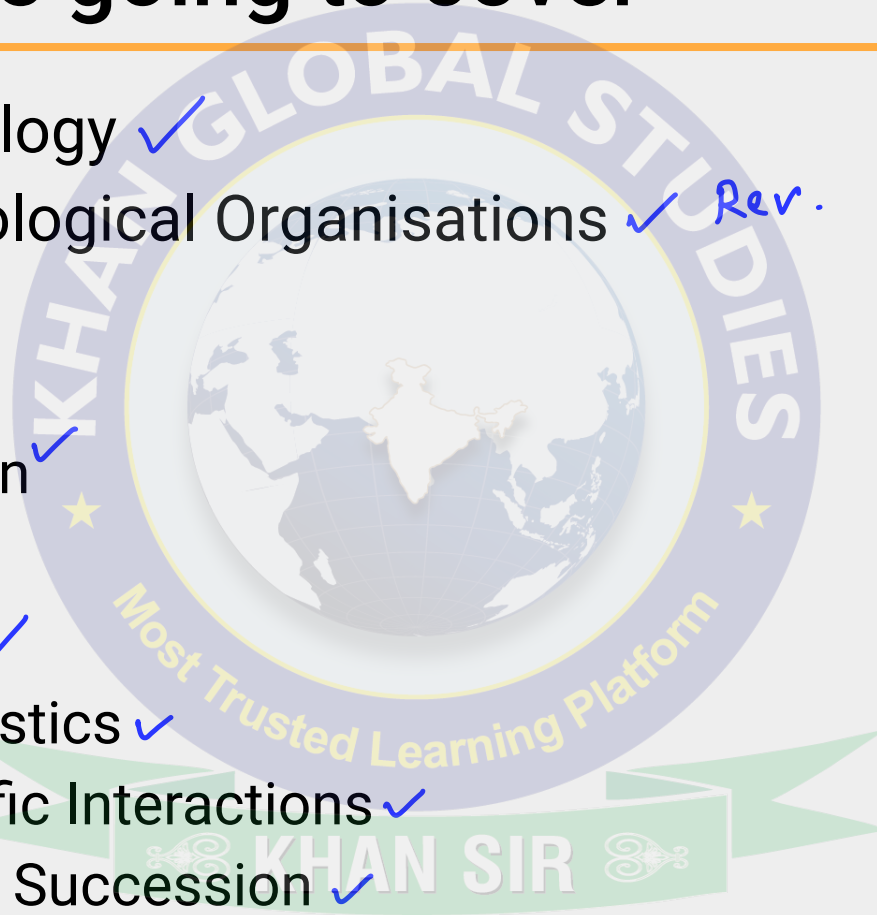 going to cover
logy ✓
ological Organisations ✓ Rev.
n ✓
✓
stics ✓
fic Interactions ✓
Succession ✓
KHAN GLOBAL STUDIES
Most Trusted Learning Platform
KHAN SIR